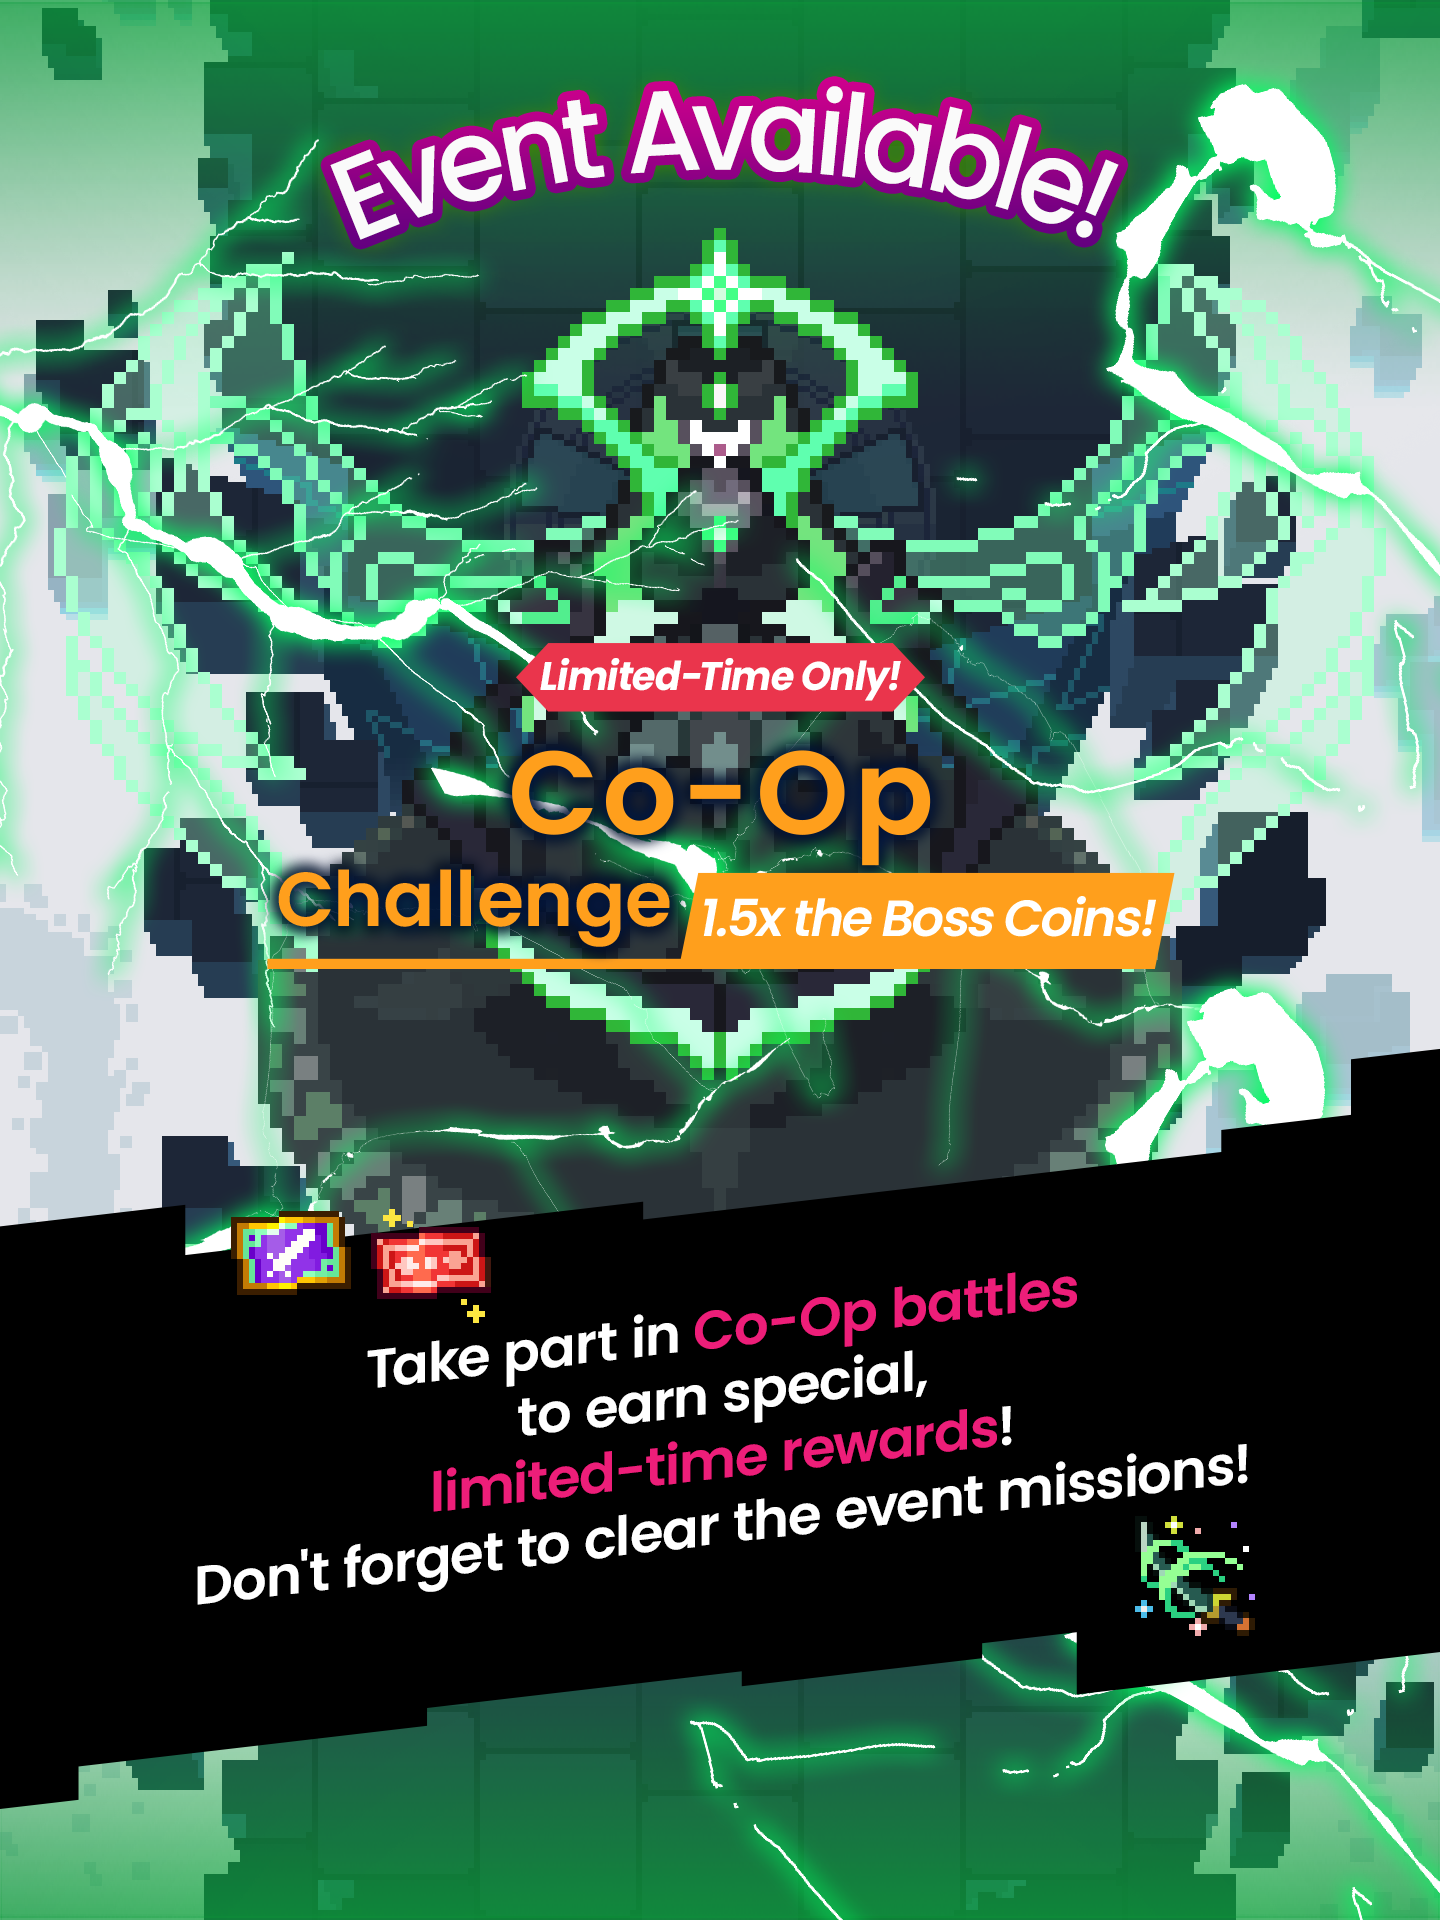 Event Available!
Limited-Time Only!
Co-Op
Challenge 1.5x the Boss Coins!
Take part in Co-Op battles
to earn special,
limited-time rewards!
Don't forget to clear the event missions!